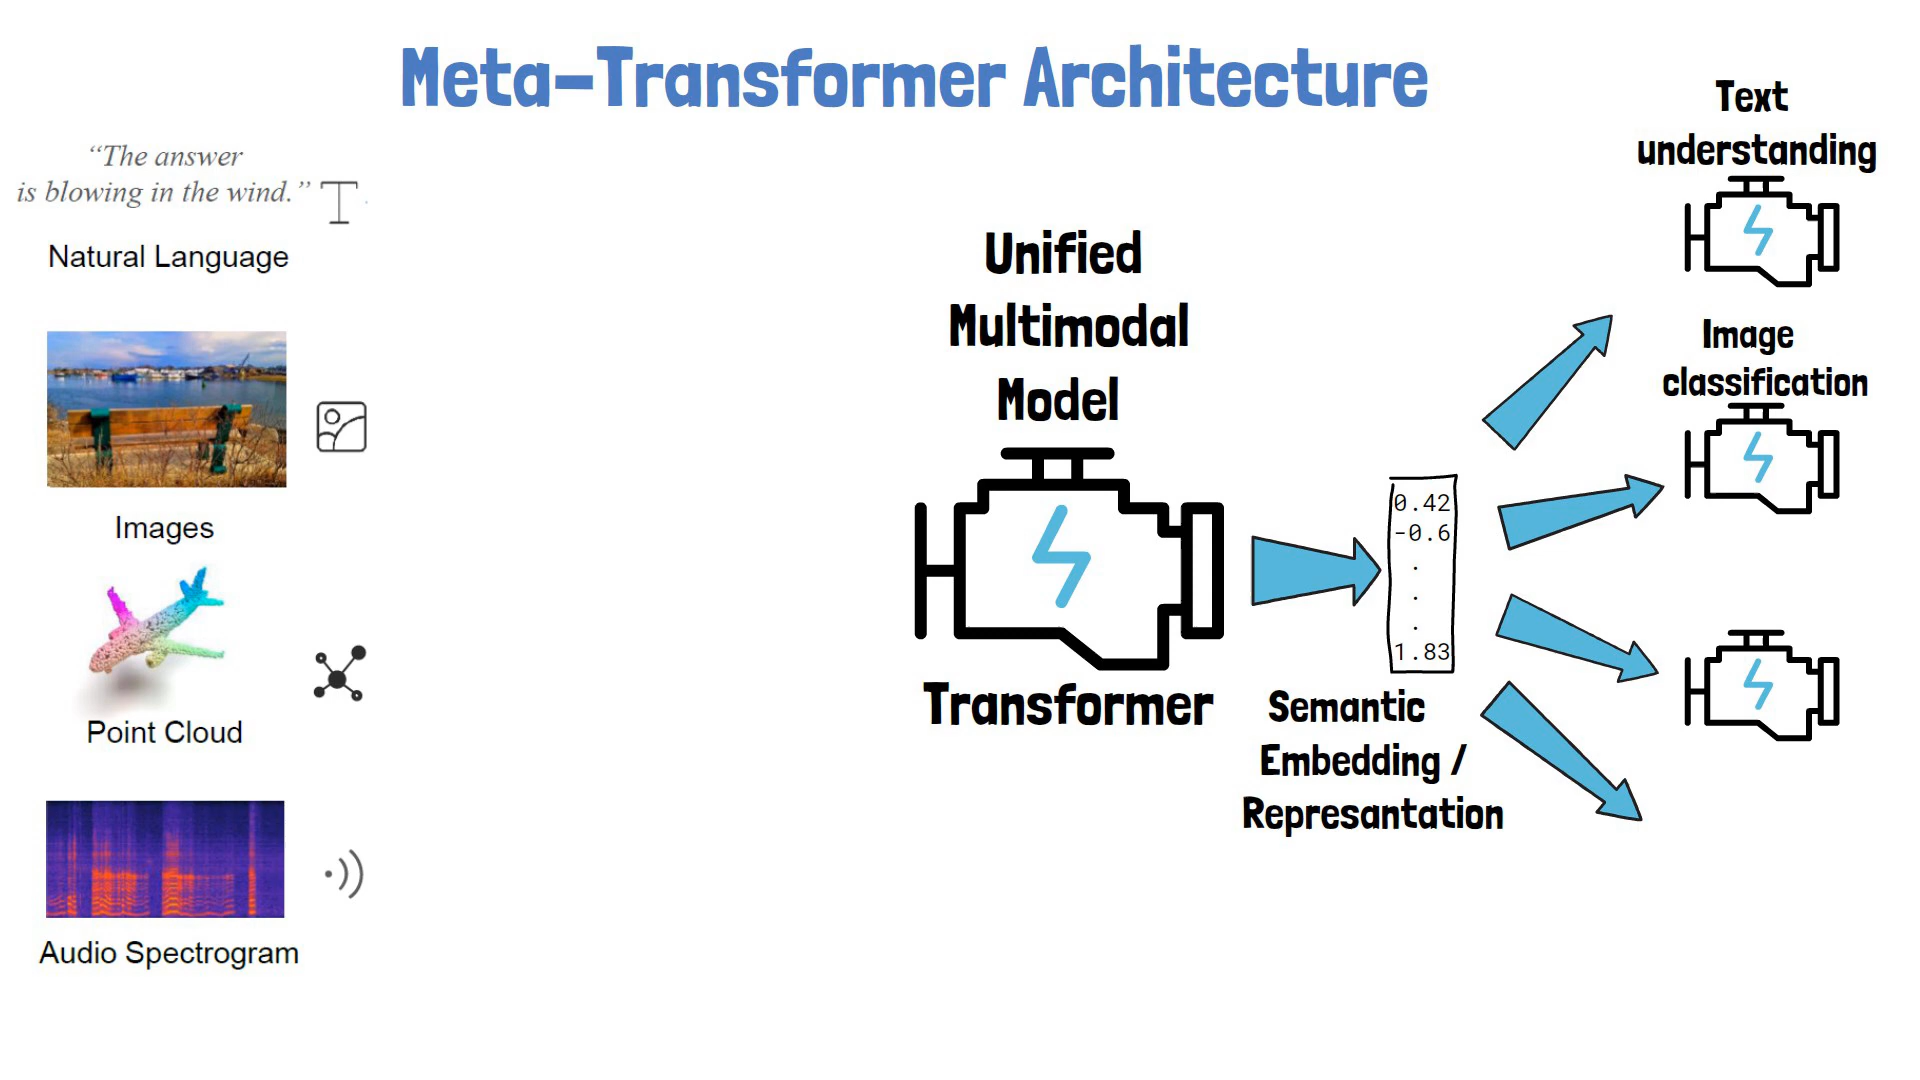 Meta-Transformer Architecture
“The answer
is blowing in the wind.”
T
Natural Language
Images
Point Cloud
Audio Spectrogram
Unified
Multimodal
Model
Transformer
0.42
-0.6
.
.
.
1.83
Semantic
Embedding /
Represantation
Text
understanding
Image
classification